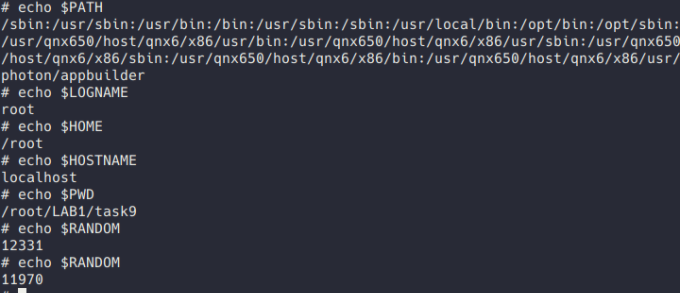 # echo $PATH
/sbin:/usr/sbin:/usr/bin:/bin:/usr/sbin:/sbin:/usr/local/bin:/opt/bin:/opt/sbin:
/usr/qnx650/host/qnx6/x86/usr/bin:/usr/qnx650/host/qnx6/x86/usr/sbin:/usr/qnx650
/host/qnx6/x86/sbin:/usr/qnx650/host/qnx6/x86/bin:/usr/qnx650/host/qnx6/x86/usr/
photon/appbuilder
# echo $LOGNAME
root
# echo $HOME
/root
# echo $HOSTNAME
localhost
# echo $PWD
/root/LAB1/task9
# echo $RANDOM
12331
# echo $RANDOM
11970
#